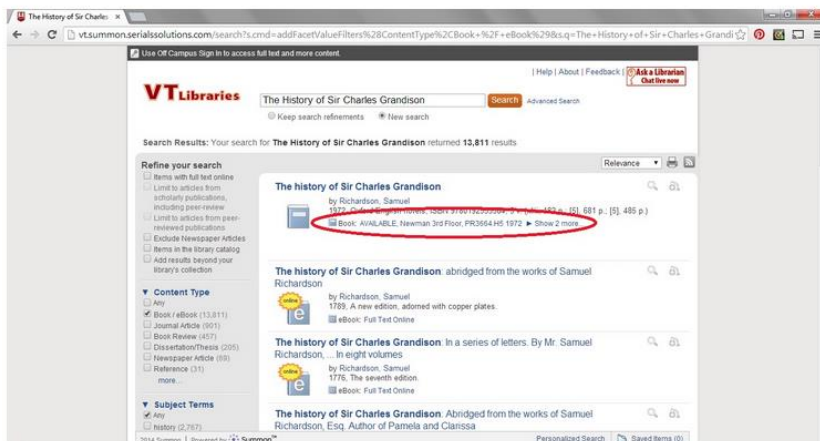 The History of Sir Charles ×
vt.summon.serialssolutions.com/search?s.cmd=addFacetValueFilters%28ContentType%2CBook+%2F+eBook%29&s.q=The+History+of+Sir+Charles+Grandi
Use Off Campus Sign In to access full text and more content.
| Help | About | Feedback |
Ask a Librarian
Chat live now
VTLibraries
The History of Sir Charles Grandison
Search
Advanced Search
Keep search refinements New search
Search Results: Your search for The History of Sir Charles Grandison returned 13,811 results
Relevance
Refine your search
Items with full text online
Limit to articles from
scholarly publications,
including peer-review
Limit to articles from peer-
reviewed publications
Exclude Newspaper Articles
Items in the library catalog
Add results beyond your
library's collection
Content Type
Any
Book / eBook (13,811)
Journal Article (901)
Book Review (457)
Dissertation/Thesis (205)
Newspaper Article (69)
Reference (31)
more...
Subject Terms
Any
history (2,767)
The history of Sir Charles Grandison
by Richardson, Samuel
1972, Oxford English novels, ISBN
483 p.; [5], 681 p.; [5], 485 p.)
Book: AVAILABLE, Newman 3rd Floor, PR3664.H5 1972 ► Show 2 more
The history of Sir Charles Grandison: abridged from the works of Samuel
Richardson
online
e
by Richardson, Samuel
1789, A new edition, adorned with copper plates.
eBook: Full Text Online
The history of Sir Charles Grandison: In a series of letters. By Mr. Samuel
Richardson, ... In eight volumes.
online
e
by Richardson, Samuel
1776, The seventh edition.
eBook: Full Text Online
The history of Sir Charles Grandison: Abridged from the works of Samuel
Richardson, Esq. Author of Pamela and Clarissa
2014 Summon | Powered by Summon™
Personalized Search
Saved Items (0)